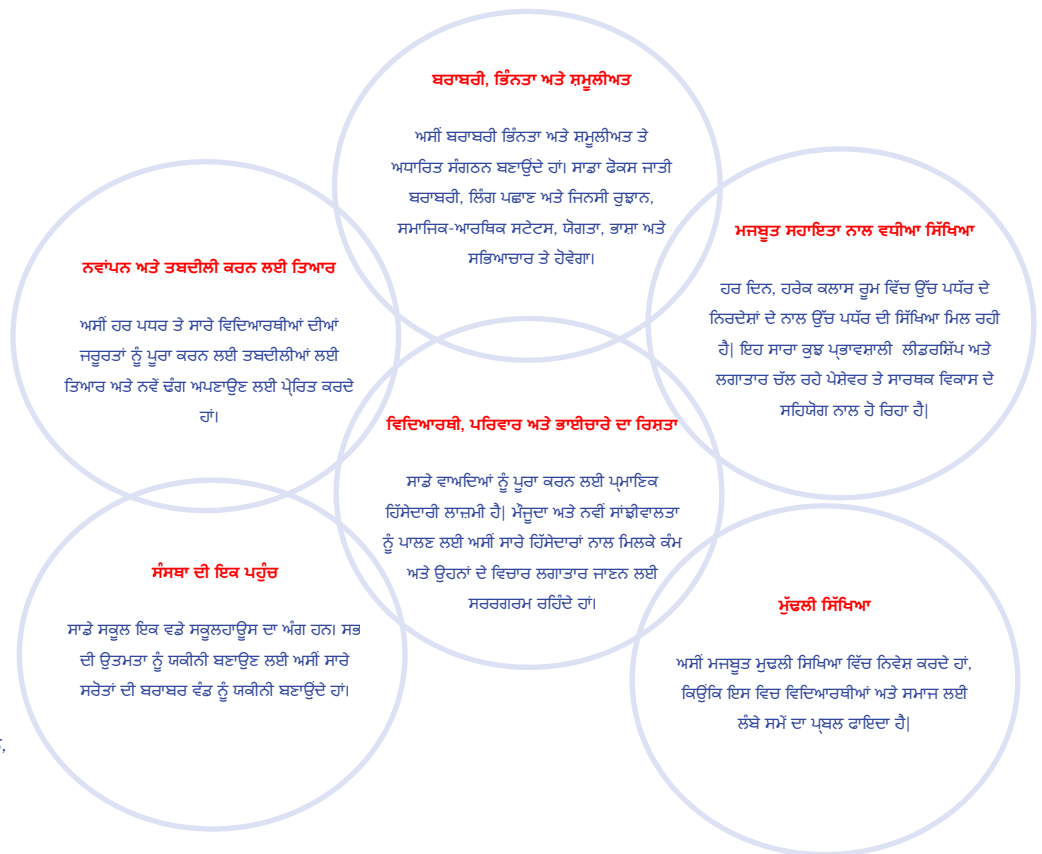 ਬਰਾਬਰੀ, ਭਿੰਨਤਾ ਅਤੇ ਸ਼ਮੂਲੀਅਤ
ਅਸੀਂ ਬਰਾਬਰੀ ਭਿੰਨਤਾ ਅਤੇ ਸ਼ਮੂਲੀਅਤ ਤੇ
ਅਧਾਰਿਤ ਸੰਗਠਨ ਬਣਾਉਂਦੇ ਹਾਂ। ਸਾਡਾ ਫੋਕਸ ਜਾਤੀ
ਬਰਾਬਰੀ, ਲਿੰਗ ਪਛਾਣ ਅਤੇ ਜਿਨਸੀ ਰੁਝਾਨ,
ਸਮਾਜਿਕ-ਆਰਥਿਕ ਸਟੇਟਸ, ਯੋਗਤਾ, ਭਾਸ਼ਾ ਅਤੇ
ਸਭਿਆਚਾਰ ਤੇ ਹੋਵੇਗਾ।
ਨਵਾਂਪਨ ਅਤੇ ਤਬਦੀਲੀ ਕਰਨ ਲਈ ਤਿਆਰ
ਅਸੀਂ ਹਰ ਪਧਰ ਤੇ ਸਾਰੇ ਵਿਦਿਆਰਥੀਆਂ ਦੀਆਂ
ਜਰੂਰਤਾਂ ਨੂੰ ਪੂਰਾ ਕਰਨ ਲਈ ਤਬਦੀਲੀਆਂ ਲਈ
ਤਿਆਰ ਅਤੇ ਨਵੇਂ ਢੰਗ ਅਪਣਾਉਣ ਲਈ ਪ੍ਰੇਰਿਤ ਕਰਦੇ
ਹਾਂ।
ਮਜਬੂਤ ਸਹਾਇਤਾ ਨਾਲ ਵਧੀਆ ਸਿੱਖਿਆ
ਹਰ ਦਿਨ, ਹਰੇਕ ਕਲਾਸ ਰੂਮ ਵਿੱਚ ਉੱਚ ਪਧੱਰ ਦੇ
ਨਿਰਦੇਸ਼ਾਂ ਦੇ ਨਾਲ ਉੱਚ ਪਧੱਰ ਦੀ ਸਿੱਖਿਆ ਮਿਲ ਰਹੀ
ਹੈ| ਇਹ ਸਾਰਾ ਕੁਝ ਪ੍ਰਭਾਵਸ਼ਾਲੀ ਲੀਡਰਸ਼ਿੱਪ ਅਤੇ
ਲਗਾਤਾਰ ਚੱਲ ਰਹੇ ਪੇਸ਼ੇਵਰ ਤੇ ਸਾਰਥਕ ਵਿਕਾਸ ਦੇ
ਸਹਿਯੋਗ ਨਾਲ ਹੋ ਰਿਹਾ ਹੈ|
ਵਿਦਿਆਰਥੀ, ਪਰਿਵਾਰ ਅਤੇ ਭਾਈਚਾਰੇ ਦਾ ਰਿਸ਼ਤਾ
ਸਾਡੇ ਵਾਅਦਿਆਂ ਨੂੰ ਪੂਰਾ ਕਰਨ ਲਈ ਪ੍ਰਮਾਣਿਕ
ਹਿੱਸੇਦਾਰੀ ਲਾਜ਼ਮੀ ਹੈ| ਮੌਜੂਦਾ ਅਤੇ ਨਵੀਂ ਸਾਂਝੀਵਾਲਤਾ
ਨੂੰ ਪਾਲਣ ਲਈ ਅਸੀਂ ਸਾਰੇ ਹਿੱਸੇਦਾਰਾਂ ਨਾਲ ਮਿਲਕੇ ਕੰਮ
ਅਤੇ ਉਹਨਾਂ ਦੇ ਵਿਚਾਰ ਲਗਾਤਾਰ ਜਾਣਨ ਲਈ
ਸਰਰਗਰਮ ਰਹਿੰਦੇ ਹਾਂ।
ਸੰਸਥਾ ਦੀ ਇਕ ਪਹੁੰਚ
ਸਾਡੇ ਸਕੂਲ ਇਕ ਵਡੇ ਸਕੂਲਹਾਊਸ ਦਾ ਅੰਗ ਹਨ। ਸਭ
ਦੀ ਉਤਮਤਾ ਨੂੰ ਯਕੀਨੀ ਬਣਾਉਣ ਲਈ ਅਸੀਂ ਸਾਰੇ
ਸਰੋਤਾਂ ਦੀ ਬਰਾਬਰ ਵੰਡ ਨੂੰ ਯਕੀਨੀ ਬਣਾਉਂਦੇ ਹਾਂ।
ਮੁੱਢਲੀ ਸਿੱਖਿਆ
ਅਸੀਂ ਮਜਬੂਤ ਮੁਢਲੀ ਸਿਖਿਆ ਵਿੱਚ ਨਿਵੇਸ਼ ਕਰਦੇ ਹਾਂ,
ਕਿਉਂਕਿ ਇਸ ਵਿਚ ਵਿਦਿਆਰਥੀਆਂ ਅਤੇ ਸਮਾਜ ਲਈ
ਲੰਬੇ ਸਮੇਂ ਦਾ ਪ੍ਰਬਲ ਫਾਇਦਾ ਹੈ|